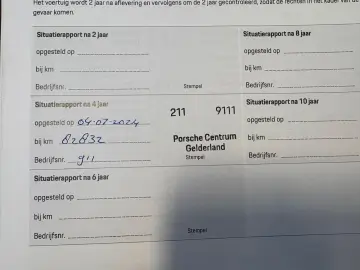 Het voertuig wordt 2 jaar na aflevering en vervolgens om de 2 jaar gecontroleerd, zodat de rechten in het kader van
gevaar komen.
Situatierapport na 2 jaar
opgesteld op
bij km
Bedrijfsnr.
Stempel
Situatierapport na 4 jaar
opgesteld op 04-07-2024
bij km 82832
Bedrijfsnr. 911
211 9111
Porsche Centrum
Gelderland
Stempel
Situatierapport na 6 jaar
opgesteld op
bij km
Bedrijfsnr.
Stempel
Situatierapport na 8 jaar
opgesteld op
bij km
Bedrijfsnr.
Situatierapport na 10 jaar
opgesteld op
bij km
Bedrijfsnr.